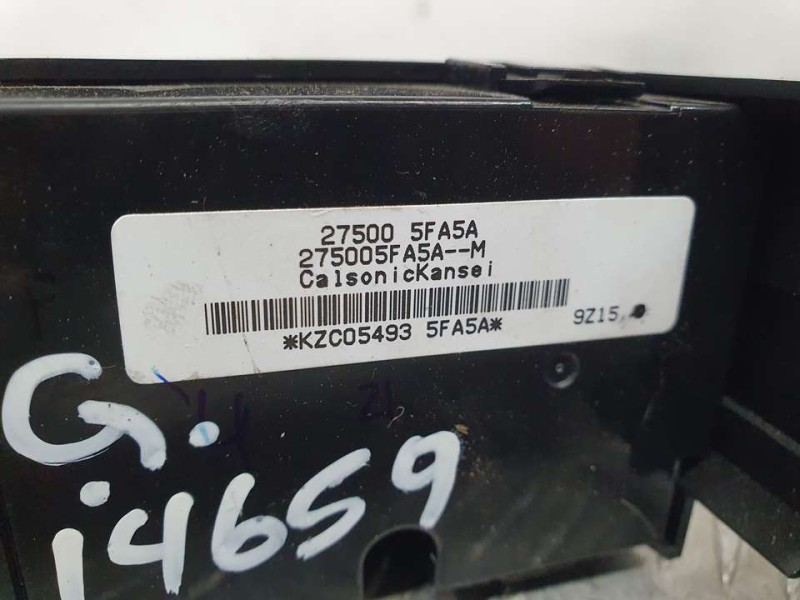 27500 5FA5A
275005FA5A--M
CalsonicKansei
*KZC05493 5FA5A*
9Z15
G.
i4659